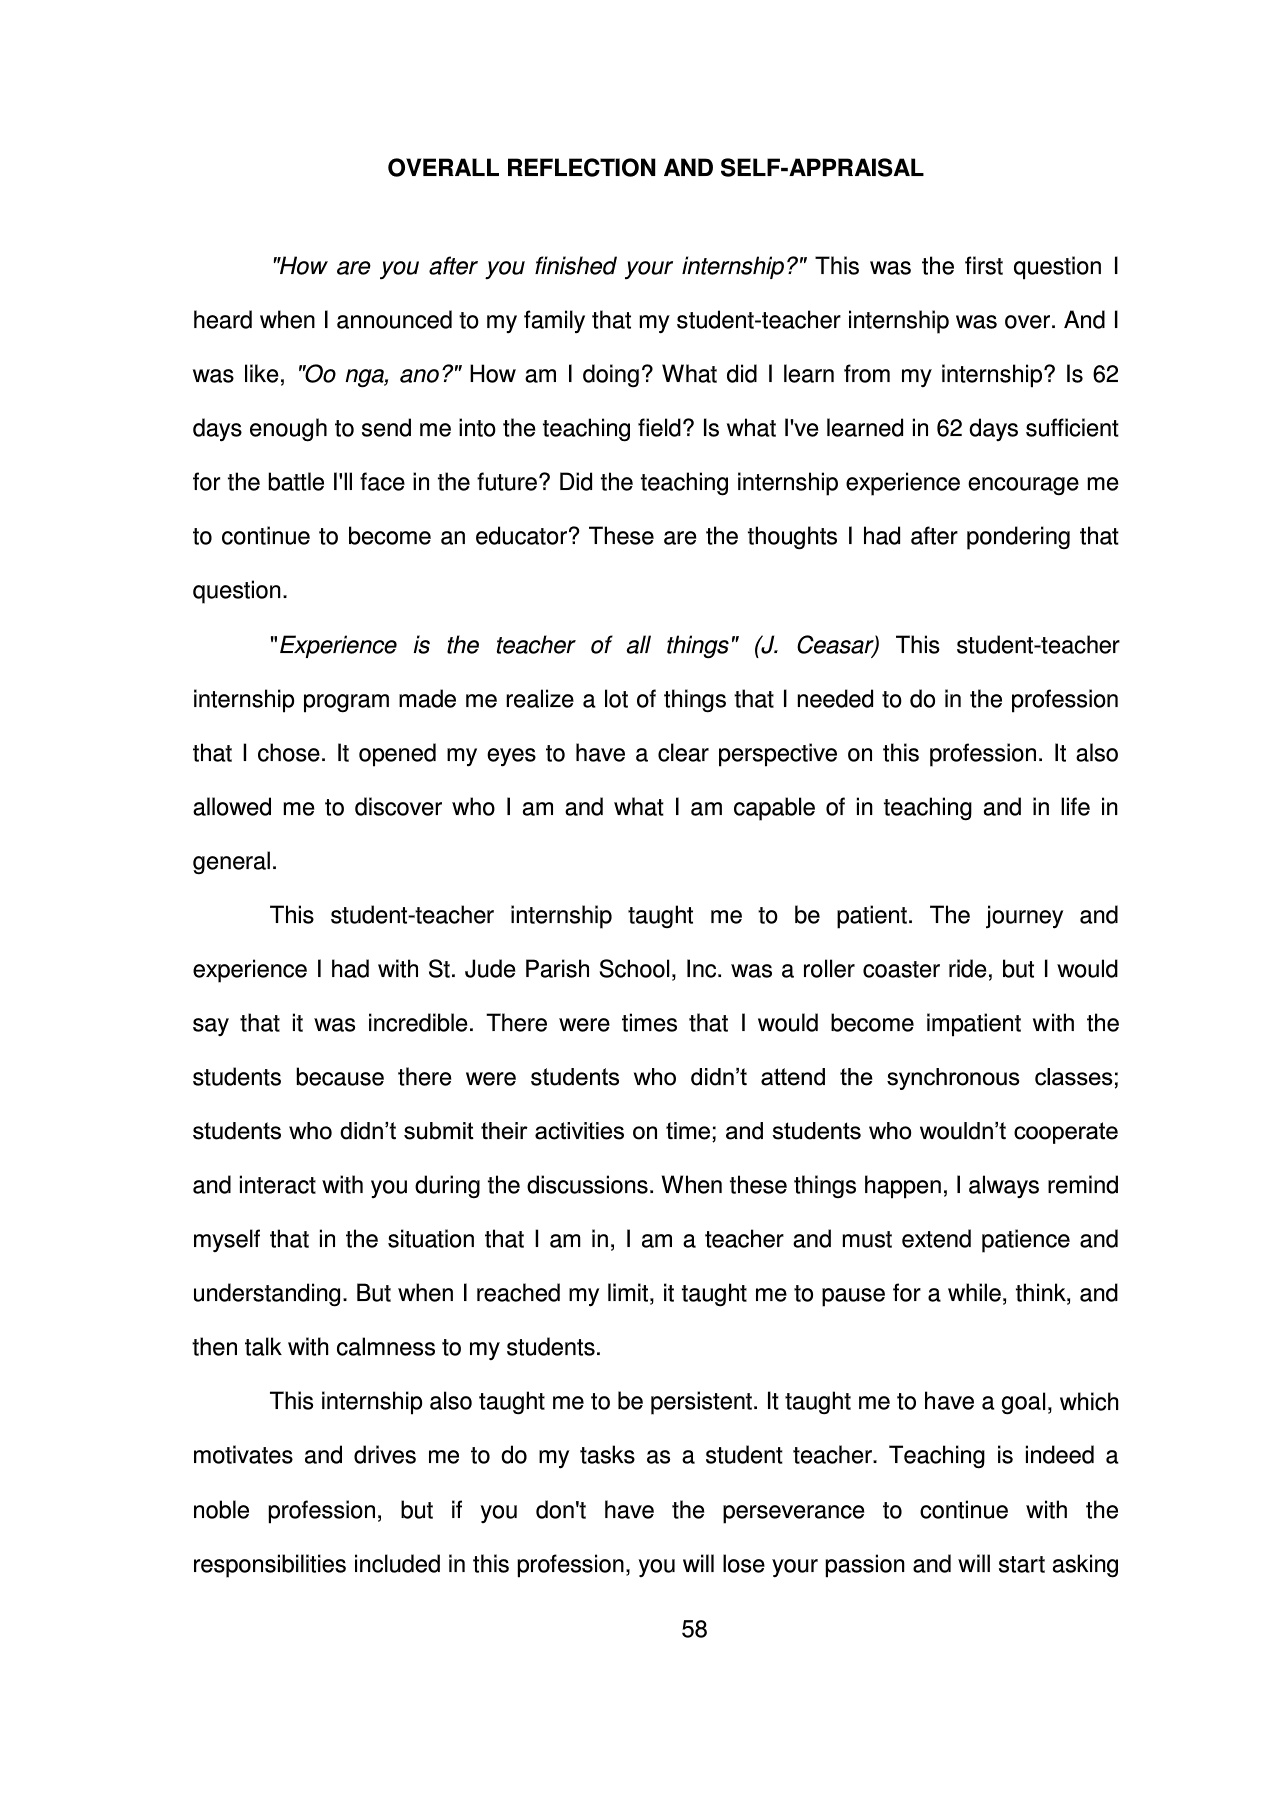 OVERALL REFLECTION AND SELF-APPRAISAL
"How are you after you finished your internship?" This was the first question I
heard when I announced to my family that my student-teacher internship was over. And I
was like, "Oo nga, ano?" How am I doing? What did I learn from my internship? Is 62
days enough to send me into the teaching field? Is what I've learned in 62 days sufficient
for the battle I'll face in the future? Did the teaching internship experience encourage me
to continue to become an educator? These are the thoughts I had after pondering that
question.
"Experience is the teacher of all things" (J. Ceasar) This student-teacher
internship program made me realize a lot of things that I needed to do in the profession
that I chose. It opened my eyes to have a clear perspective on this profession. It also
allowed me to discover who I am and what I am capable of in teaching and in life in
general.
This student-teacher internship taught me to be patient. The journey and
experience I had with St. Jude Parish School, Inc. was a roller coaster ride, but I would
say that it was incredible. There were times that I would become impatient with the
students because there were students who didn’t attend the synchronous classes;
students who didn’t submit their activities on time; and students who wouldn’t cooperate
and interact with you during the discussions. When these things happen, I always remind
myself that in the situation that I am in, I am a teacher and must extend patience and
understanding. But when I reached my limit, it taught me to pause for a while, think, and
then talk with calmness to my students.
This internship also taught me to be persistent. It taught me to have a goal, which
motivates and drives me to do my tasks as a student teacher. Teaching is indeed a
noble profession, but if you don't have the perseverance to continue with the
responsibilities included in this profession, you will lose your passion and will start asking
58